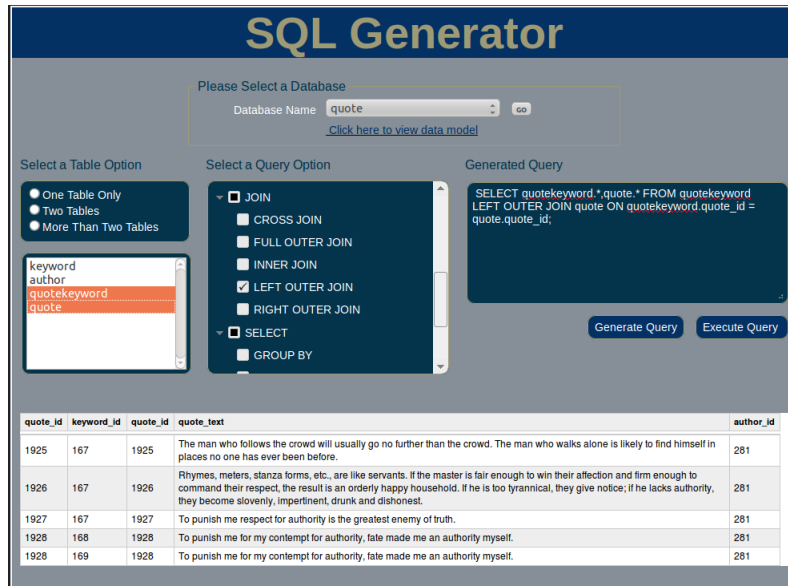 SQL Generator
Please Select a Database
Database Name quote GO
Click here to view data model
Select a Table Option
One Table Only
Two Tables
More Than Two Tables
keyword
author
quotekeyword
quote
Select a Query Option
JOIN
CROSS JOIN
FULL OUTER JOIN
INNER JOIN
LEFT OUTER JOIN
RIGHT OUTER JOIN
SELECT
GROUP BY
Generated Query
SELECT quotekeyword.*,quote.* FROM quotekeyword
LEFT OUTER JOIN quote ON quotekeyword.quote_id =
quote.quote_id;
Generate Query Execute Query
quote_id keyword_id quote_id quote_text author_id
1925 167 1925 The man who follows the crowd will usually go no further than the crowd. The man who walks alone is likely to find himself in
places no one has ever been before. 281
1926 167 1926 Rhymes, meters, stanza forms, etc., are like servants. If the master is fair enough to win their affection and firm enough to
command their respect, the result is an orderly happy household. If he is too tyrannical, they give notice; if he lacks authority,
they become slovenly, impertinent, drunk and dishonest. 281
1927 167 1927 To punish me respect for authority is the greatest enemy of truth. 281
1928 168 1928 To punish me for my contempt for authority, fate made me an authority myself. 281
1928 169 1928 To punish me for my contempt for authority, fate made me an authority myself. 281